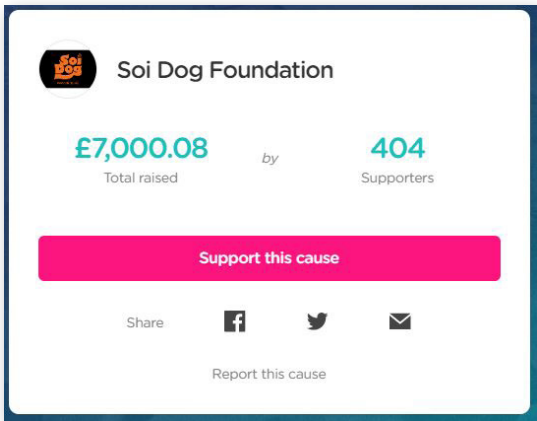 Soi
Dog
Soi Dog Foundation
£7,000.08
Total raised
by
404
Supporters
Support this cause
Share
Report this cause